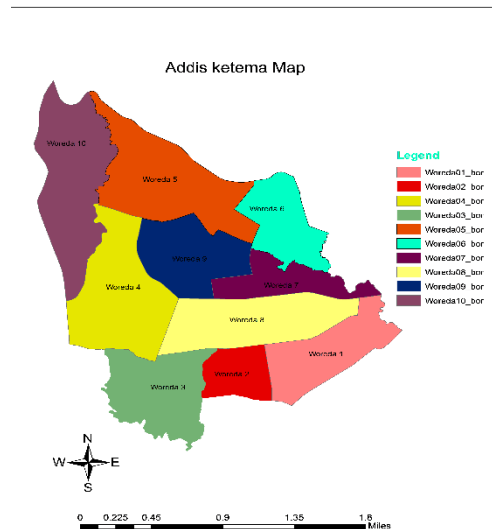 Addis ketema Map
Woreda 10
Woreda 5
Woreda 6
Woreda 9
Woreda 7
Woreda 4
Woreda 8
Woreda 1
Woreda 2
Woreda 3
Legend
Woreda01_bor
Woreda02_bor
Woreda04_bor
Woreda03_bor
Woreda05_bor
Woreda06_bor
Woreda07_bor
Woreda08_bor
Woreda09_bor
Woreda10_bor
N
W E
S
0 0.225 0.45 0.9 1.35 1.8
Miles